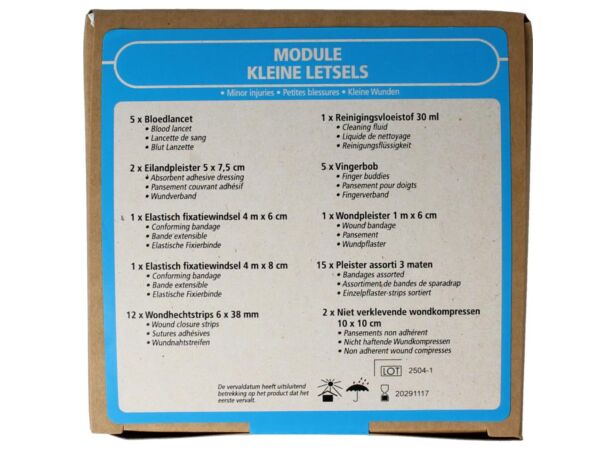 MODULE
KLEINE LETSELS
• Minor injuries • Petites blessures • Kleine Wunden
5 x Bloedlancet
• Blood lancet
• Lancette de sang
• Blut Lanzette
2 x Eilandpleister 5 x 7,5 cm
• Absorbent adhesive dressing
• Pansement couvrant adhésif
• Wundverband
1 x Elastisch fixatiewindsel 4 m x 6 cm
• Conforming bandage
• Bande extensible
• Elastische Fixierbinde
1 x Elastisch fixatiewindsel 4 m x 8 cm
• Conforming bandage
• Bande extensible
• Elastische Fixierbinde
12 x Wondhechtstrips 6 x 38 mm
• Wound closure strips
• Sutures adhésives
• Wundnahtstreifen
1 x Reinigingsvloeistof 30 ml
• Cleaning fluid
• Liquide de nettoyage
• Reinigungsflüssigkeit
5 x Vingerbob
• Finger buddies
• Pansement pour doigts
• Fingerverband
1 x Wondpleister 1 m x 6 cm
• Wound bandage
• Pansement
• Wundpflaster
15 x Pleister assorti 3 maten
• Bandages assorted
• Assortiment de bandes de sparadrap
• Einzelpflaster-strips sortiert
2 x Niet verklevende wondkompressen
10 x 10 cm
• Pansements non adhérent
• Nicht haftende Wundkompressen
• Non adherent wound compresses
LOT 2504-1
De vervaldatum heeft uitsluitend
betrekking op het product dat het
eerste vervalt.
20291117